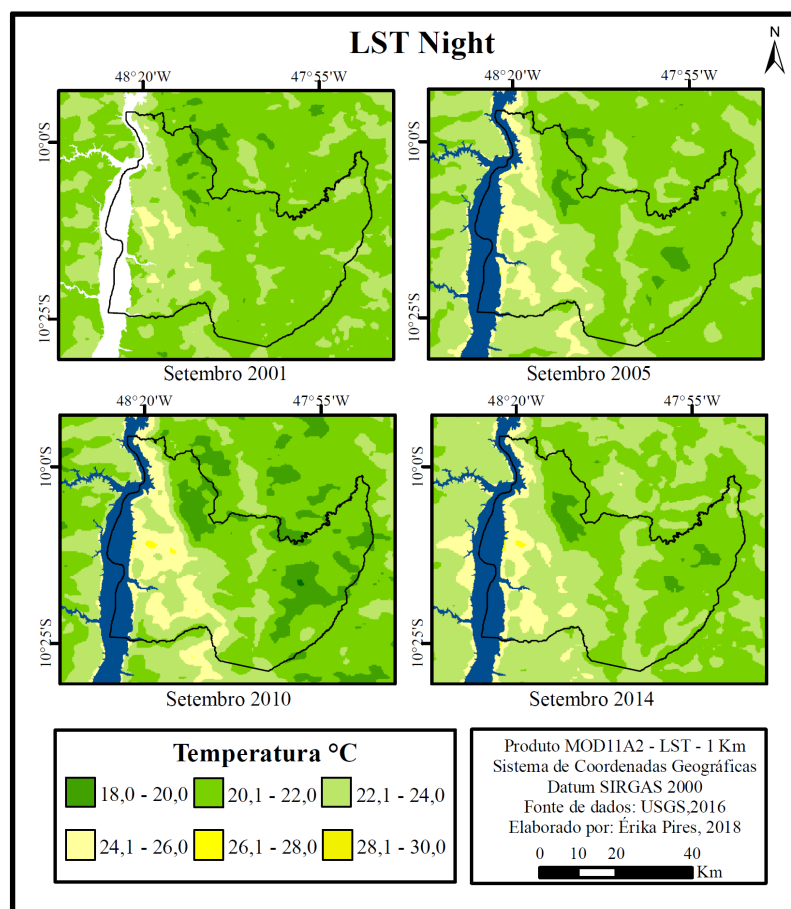 LST Night
N
48°20'W 47°55'W
48°20'W 47°55'W
10°0'S
10°25'S
10°0'S
10°25'S
Setembro 2001
Setembro 2005
48°20'W 47°55'W
48°20'W 47°55'W
10°0'S
10°25'S
10°0'S
10°25'S
Setembro 2010
Setembro 2014
Temperatura °C
18,0 - 20,0 20,1 - 22,0 22,1 - 24,0
24,1 - 26,0 26,1 - 28,0 28,1 - 30,0
Produto MOD11A2 - LST - 1 Km
Sistema de Coordenadas Geográficas
Datum SIRGAS 2000
Fonte de dados: USGS,2016
Elaborado por: Érika Pires, 2018
0 10 20 40
Km